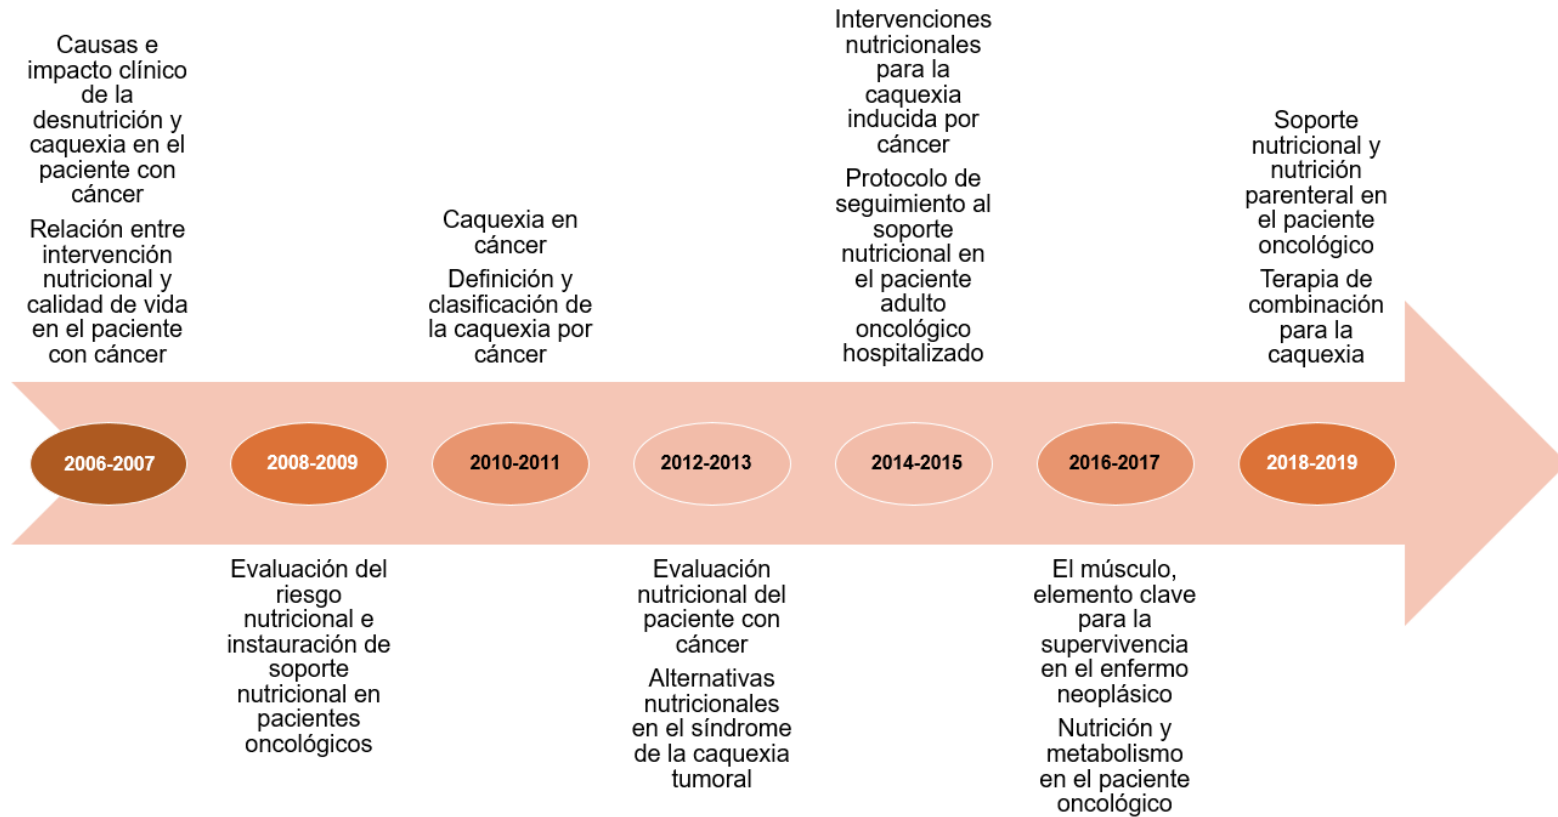 Causas e
impacto clínico
de la
desnutrición y
caquexia en el
paciente con
cáncer
Relación entre
intervención
nutricional y
calidad de vida
en el paciente
con cáncer
Caquexia en
cáncer
Definición y
clasificación de
la caquexia por
cáncer
Intervenciones
nutricionales
para la
caquexia
inducida por
cáncer
Protocolo de
seguimiento al
soporte
nutricional en
el paciente
adulto
oncológico
hospitalizado
Soporte
nutricional y
nutrición
parenteral en
el paciente
oncológico
Terapia de
combinación
para la
caquexia
2006-2007
2008-2009
2010-2011
2012-2013
2014-2015
2016-2017
2018-2019
Evaluación del
riesgo
nutricional e
instauración de
soporte
nutricional en
pacientes
oncológicos
Evaluación
nutricional del
paciente con
cáncer
Alternativas
nutricionales
en el síndrome
de la caquexia
tumoral
El músculo,
elemento clave
para la
supervivencia
en el enfermo
neoplásico
Nutrición y
metabolismo
en el paciente
oncológico